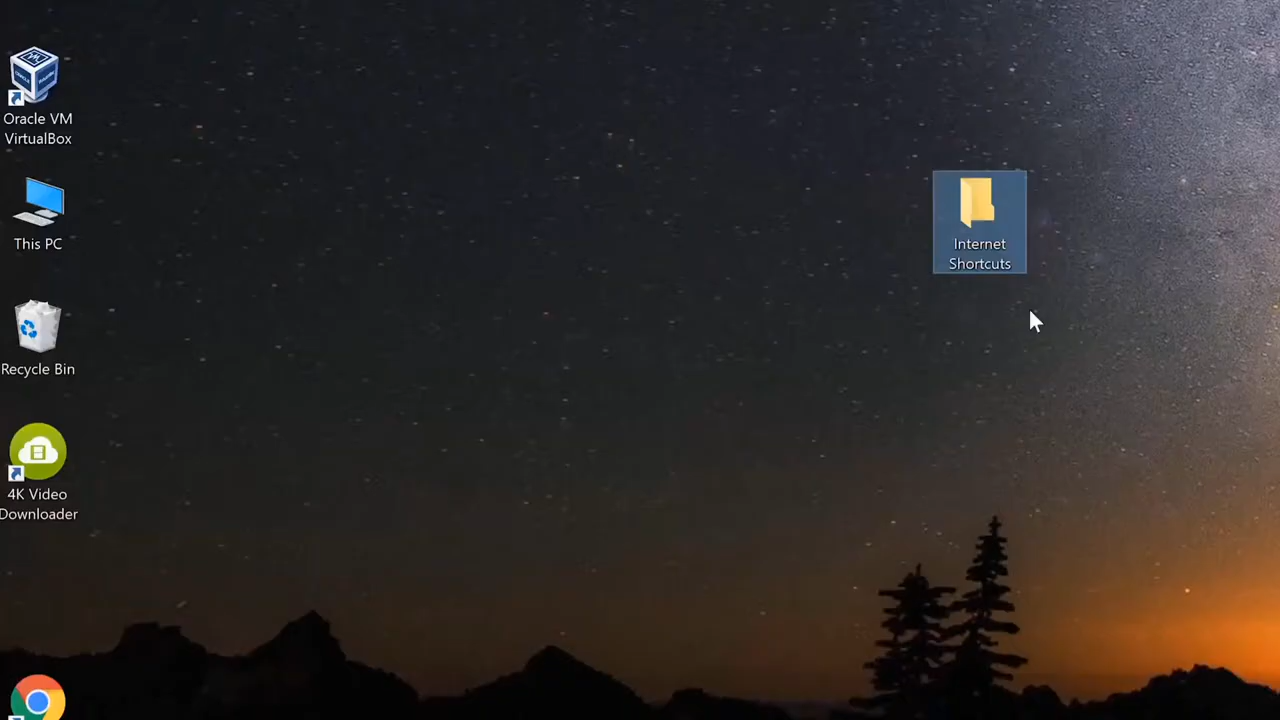 Oracle VM
VirtualBox
This PC
Recycle Bin
4K Video
Downloader
Internet
Shortcuts